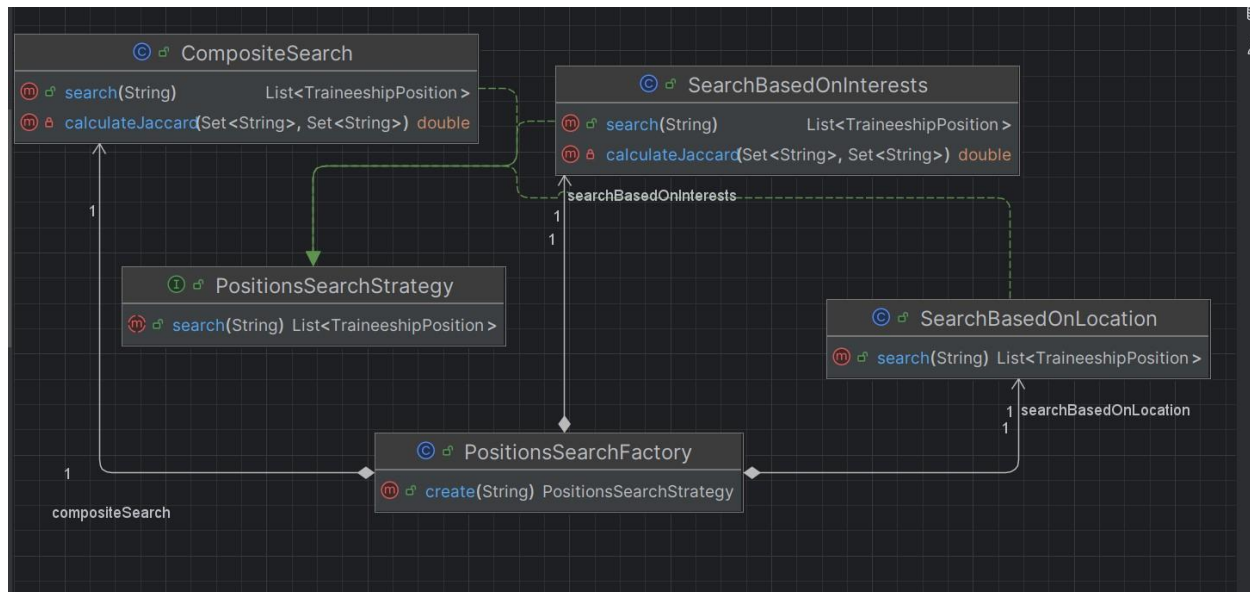 CompositeSearch
search(String) List<TraineeshipPosition>
calculateJaccard(Set<String>, Set<String>) double
SearchBasedOnInterests
search(String) List<TraineeshipPosition>
calculateJaccard(Set<String>, Set<String>) double
searchBasedOnInterests
1
1
1
PositionsSearchStrategy
search(String) List<TraineeshipPosition>
SearchBasedOnLocation
search(String) List<TraineeshipPosition>
1 searchBasedOnLocation
1
PositionsSearchFactory
create(String) PositionsSearchStrategy
1
compositeSearch